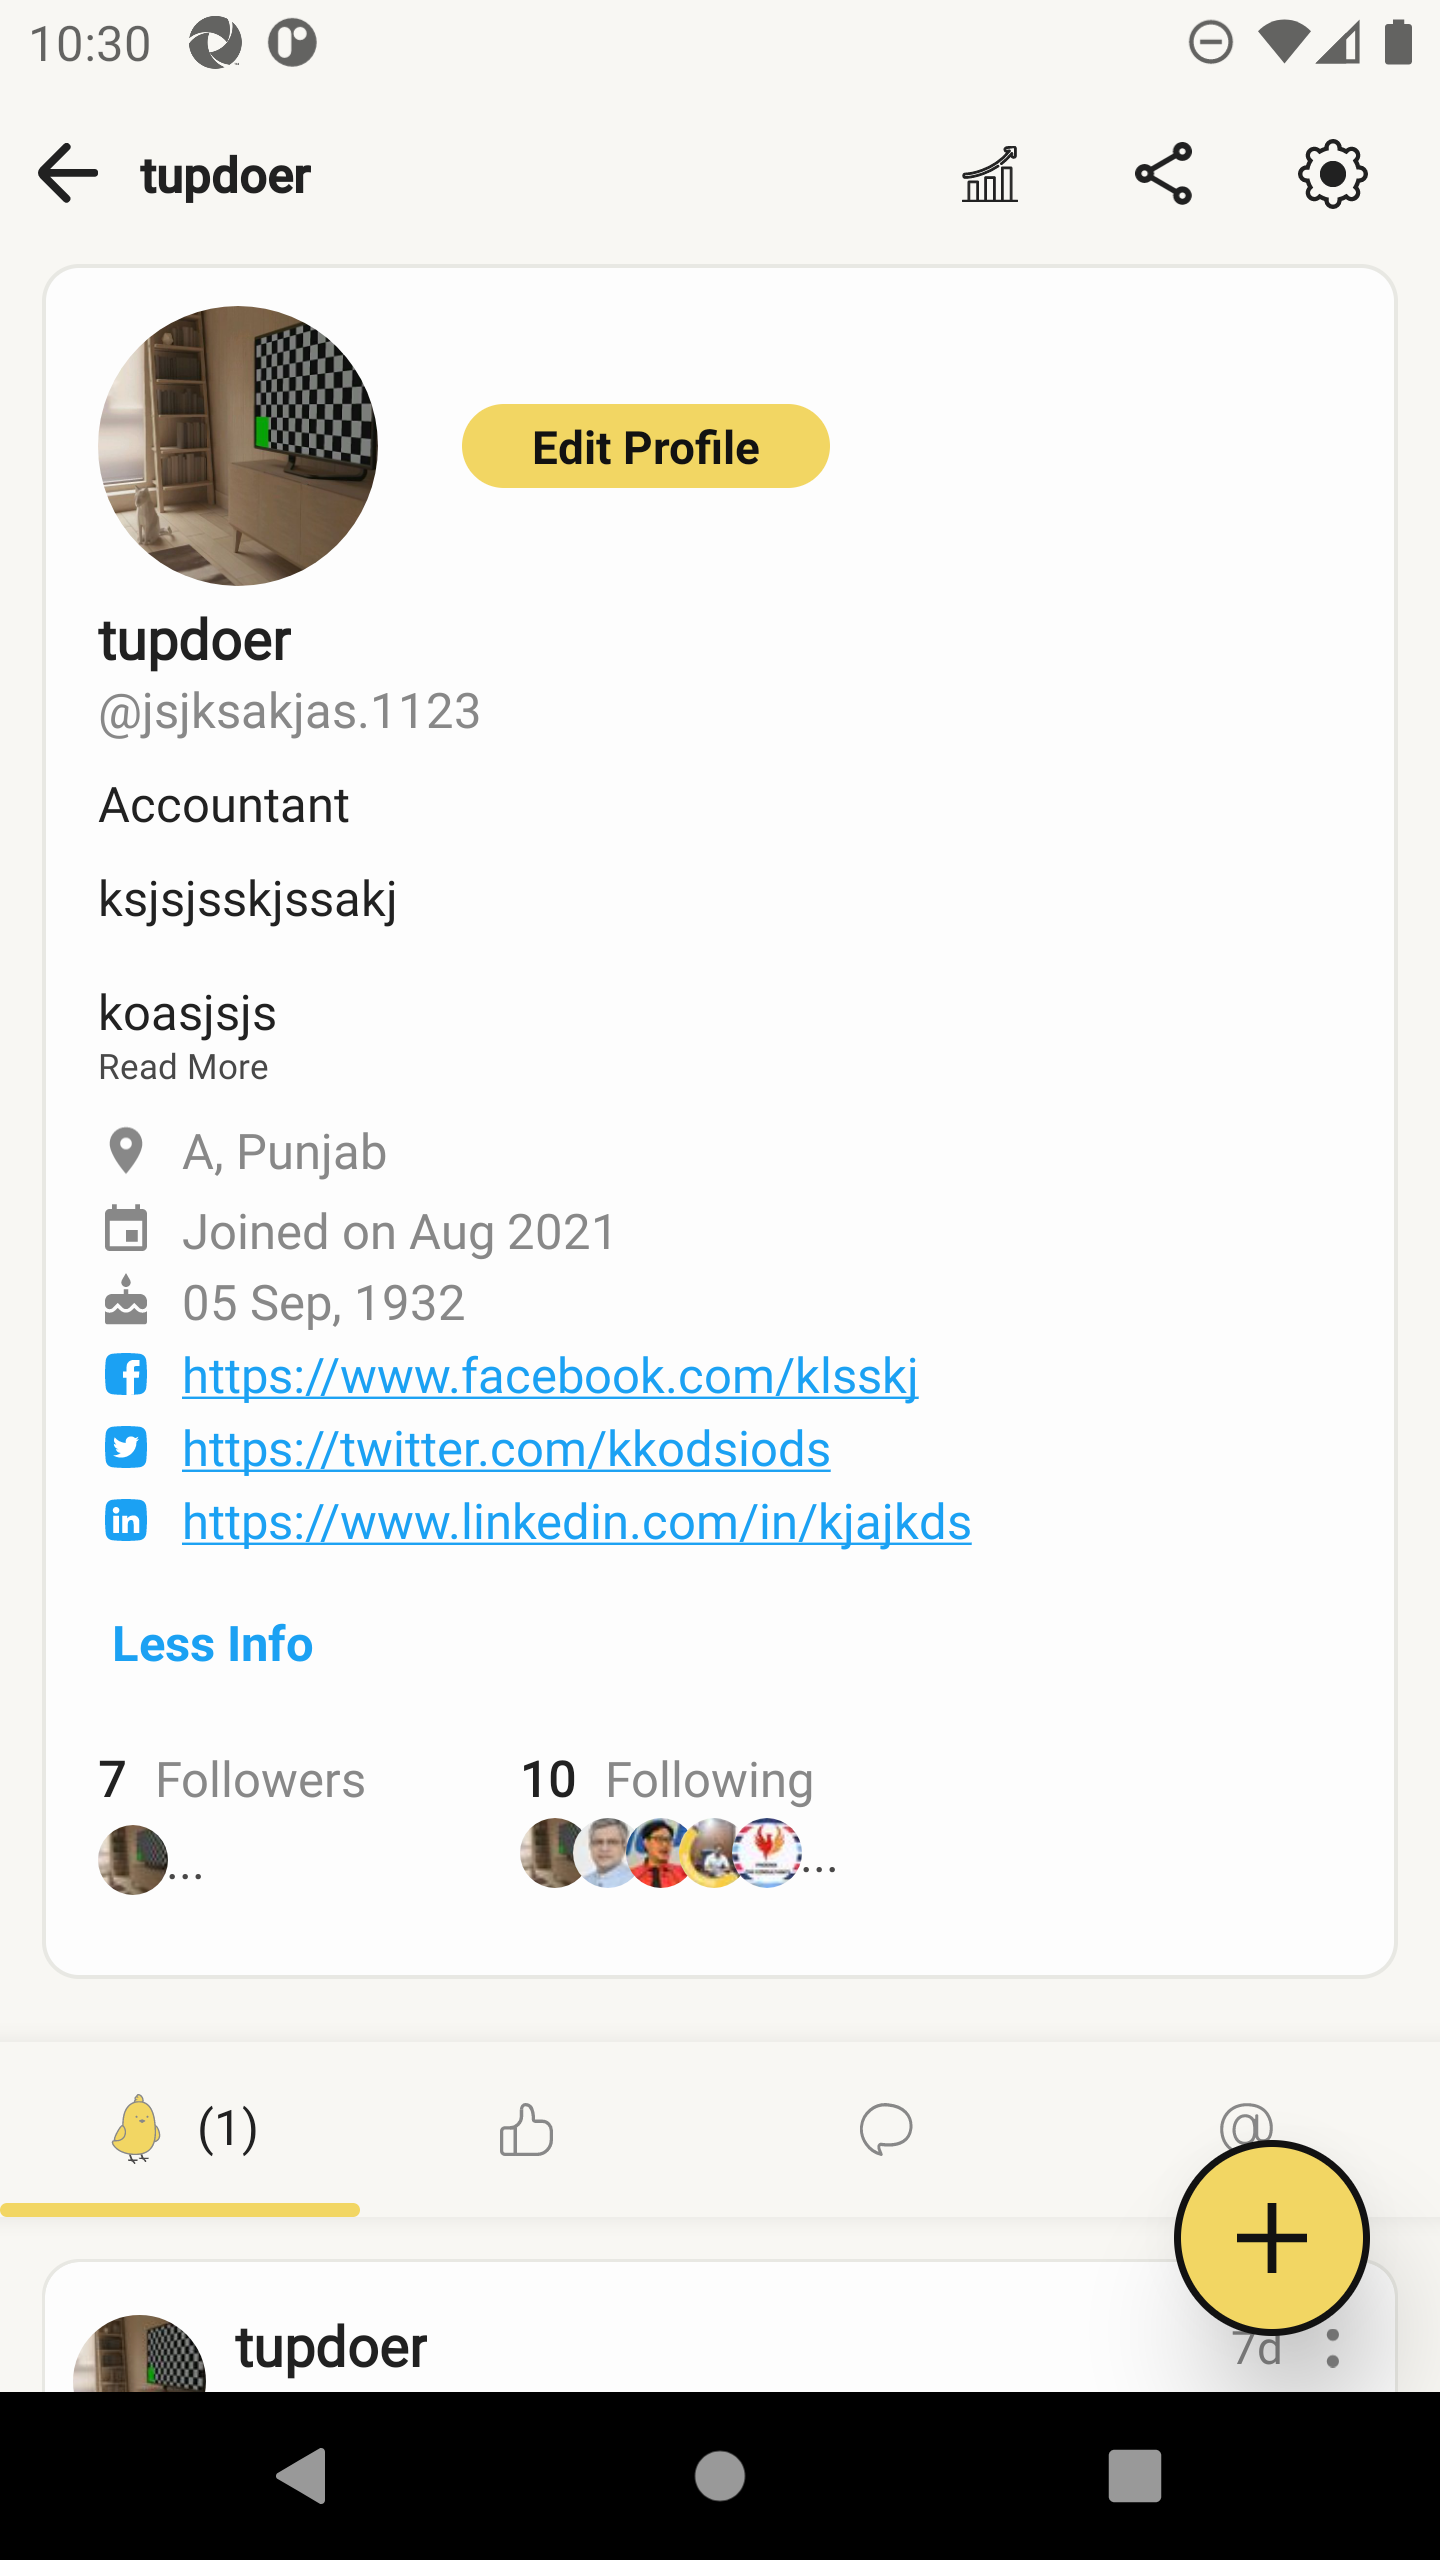 10:30
tupdoer
Edit Profile
tupdoer
@jsjksakjas.1123
Accountant
ksjsjsskjssakj
koasjsjs
Read More
A, Punjab
Joined on Aug 2021
05 Sep, 1932
https://www.facebook.com/klsskj
https://twitter.com/kkodsiods
https://www.linkedin.com/in/kjajkds
Less Info
7 Followers 10 Following
... ...
(1) @
tupdoer 7d